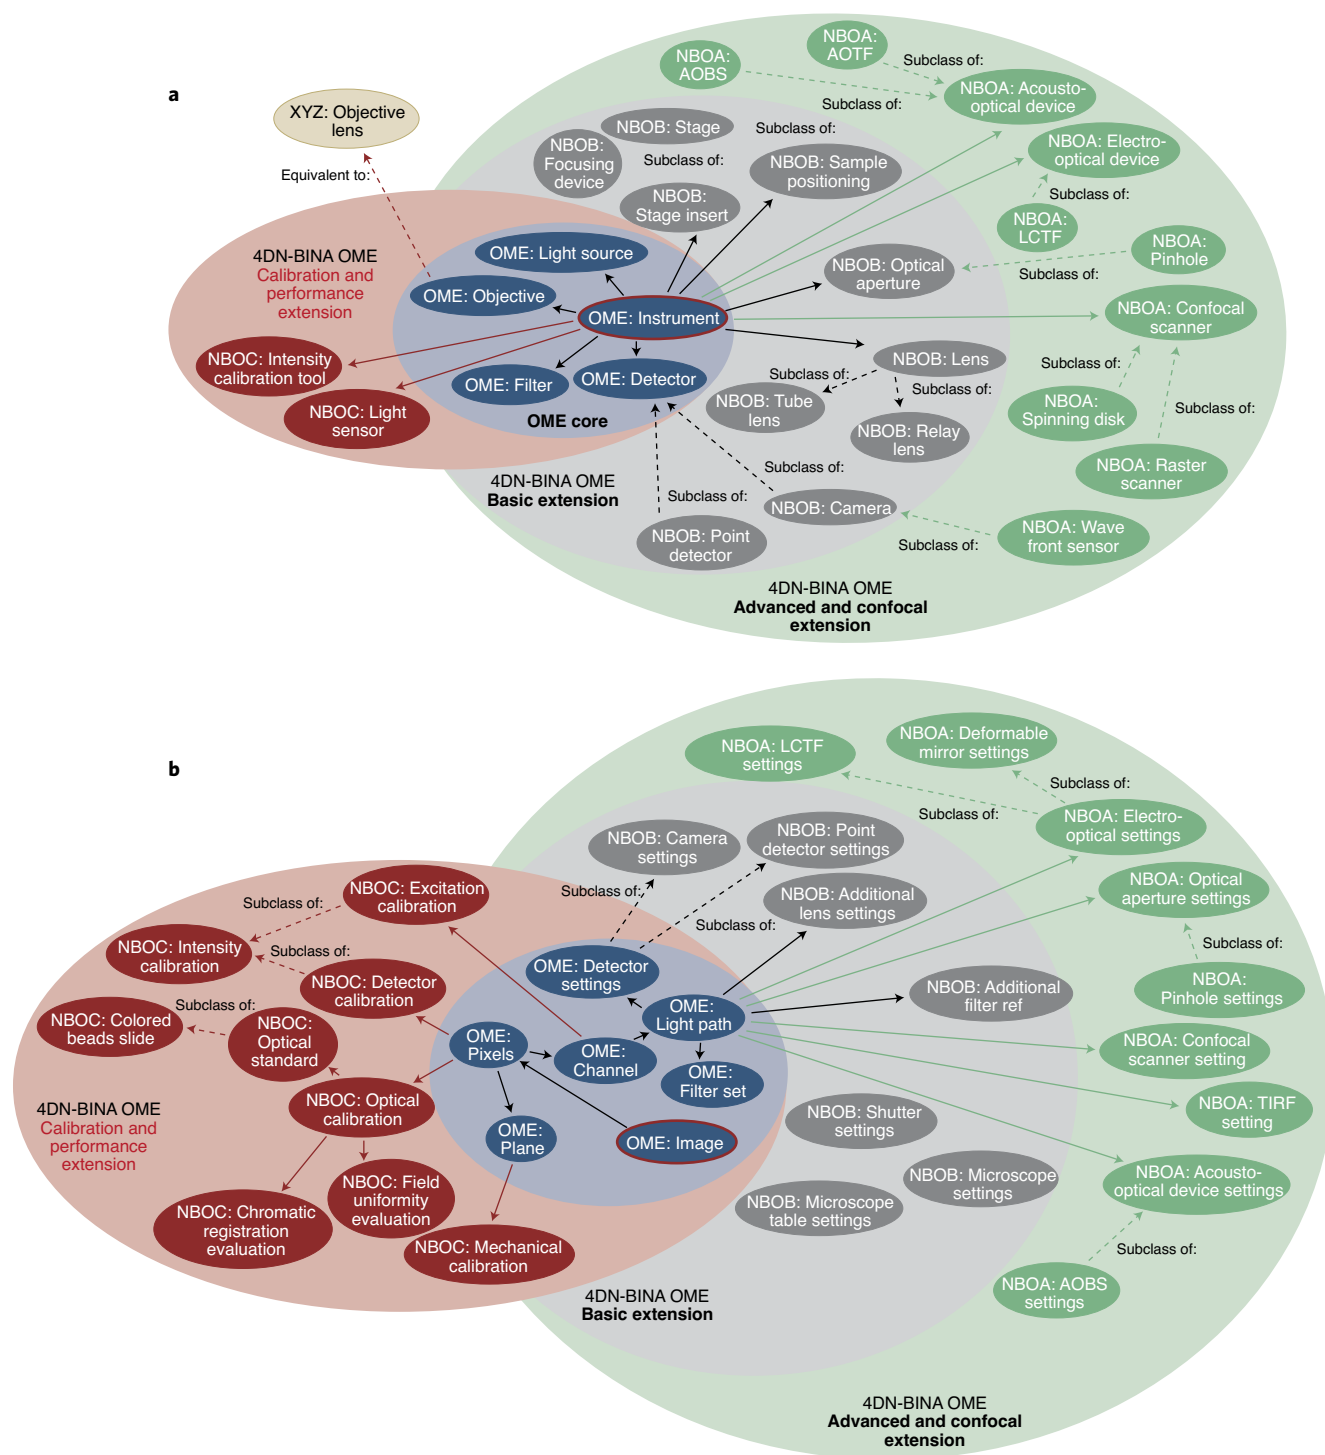 a
NBOA:
AOBS
NBOA:
AOTF
Subclass of:
NBOA: Acousto-
optical device
Subclass of:
XYZ: Objective
lens
NBOB: Stage
Subclass of:
NBOA: Electro-
optical device
NBOB:
Focusing
device
Subclass of:
NBOB: Sample
positioning
Equivalent to:
Subclass of:
NBOB:
Stage insert
NBOA:
LCTF
NBOA:
Pinhole
4DN-BINA OME
Calibration and
performance
extension
OME: Light source
NBOB: Optical
aperture
Subclass of:
OME: Objective
OME: Instrument
NBOA: Confocal
scanner
NBOC: Intensity
calibration tool
NBOB: Lens
Subclass of:
Subclass of:
Subclass of:
OME: Filter
OME: Detector
NBOC: Light
sensor
OME core
NBOB: Tube
lens
NBOA:
Spinning disk
Subclass of:
NBOB: Relay
lens
4DN-BINA OME
Basic extension
Subclass of:
NBOA: Raster
scanner
Subclass of:
NBOB: Camera
NBOB: Point
detector
Subclass of:
NBOA: Wave
front sensor
4DN-BINA OME
Advanced and confocal
extension
b
NBOA: LCTF
settings
NBOA: Deformable
mirror settings
Subclass of:
Subclass of:
NBOA: Electro-
optical settings
NBOB: Camera
settings
NBOB: Point
detector settings
NBOC: Excitation
calibration
Subclass of:
NBOB: Additional
lens settings
NBOA: Optical
aperture settings
Subclass of:
Subclass of:
NBOC: Intensity
calibration
Subclass of:
Subclass of:
OME: Detector
settings
NBOC: Detector
calibration
NBOB: Additional
filter ref
NBOA:
Pinhole settings
Subclass of:
NBOC: Colored
beads slide
NBOC:
Optical
standard
OME:
Light path
OME:
Pixels
OME:
Channel
NBOA: Confocal
scanner setting
OME:
Filter set
NBOC: Optical
calibration
NBOA: TIRF
setting
4DN-BINA OME
Calibration and
performance
extension
NBOB: Shutter
settings
OME:
Plane
OME: Image
NBOB: Microscope
settings
NBOA: Acousto-
optical device settings
NBOC: Field
uniformity
evaluation
NBOB: Microscope
table settings
NBOC: Chromatic
registration
evaluation
NBOC: Mechanical
calibration
Subclass of:
NBOA: AOBS
settings
4DN-BINA OME
Basic extension
4DN-BINA OME
Advanced and confocal
extension